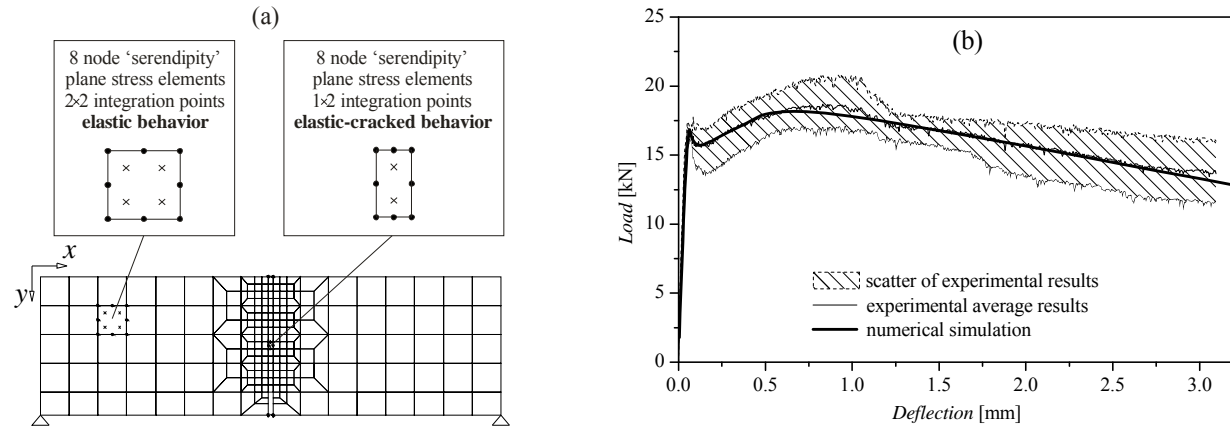 (a)
8 node ‘serendipity’
plane stress elements
2×2 integration points
elastic behavior
8 node ‘serendipity’
plane stress elements
1×2 integration points
elastic-cracked behavior
x
y
(b)
25
20
15
10
5
0
Load [kN]
scatter of experimental results
experimental average results
numerical simulation
0.0 0.5 1.0 1.5 2.0 2.5 3.0
Deflection [mm]